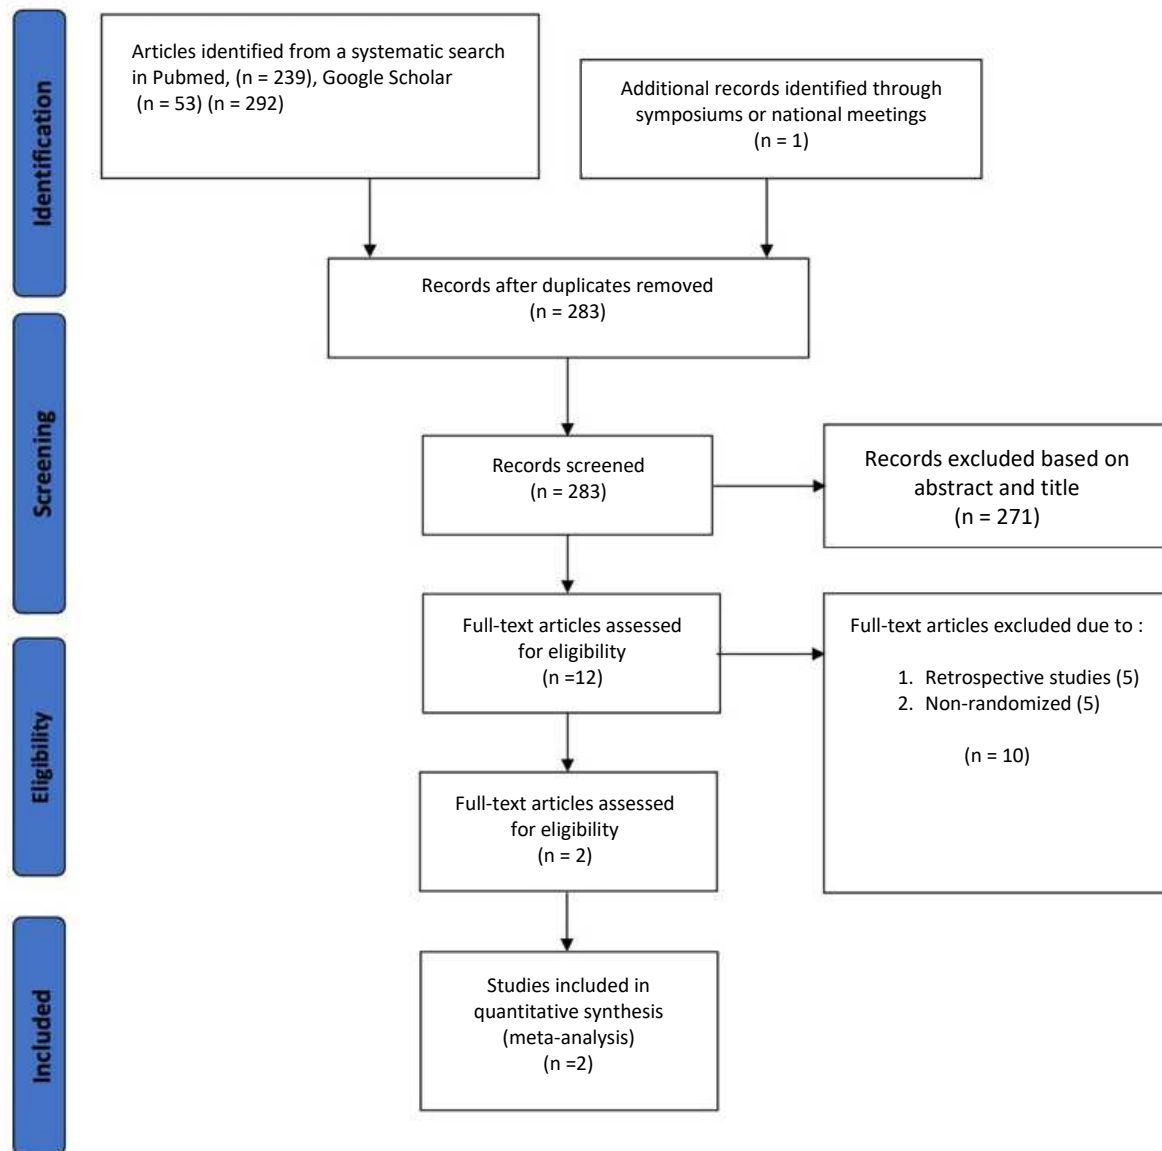 Identification
Articles identified from a systematic search
in Pubmed, (n = 239), Google Scholar
(n = 53) (n = 292)
Additional records identified through
symposiums or national meetings
(n = 1)
Records after duplicates removed
(n = 283)
Screening
Records screened
(n = 283)
Records excluded based on
abstract and title
(n = 271)
Full-text articles assessed
for eligibility
(n =12)
Full-text articles excluded due to :
1. Retrospective studies (5)
2. Non-randomized (5)
(n = 10)
Eligibility
Full-text articles assessed
for eligibility
(n = 2)
Included
Studies included in
quantitative synthesis
(meta-analysis)
(n =2)